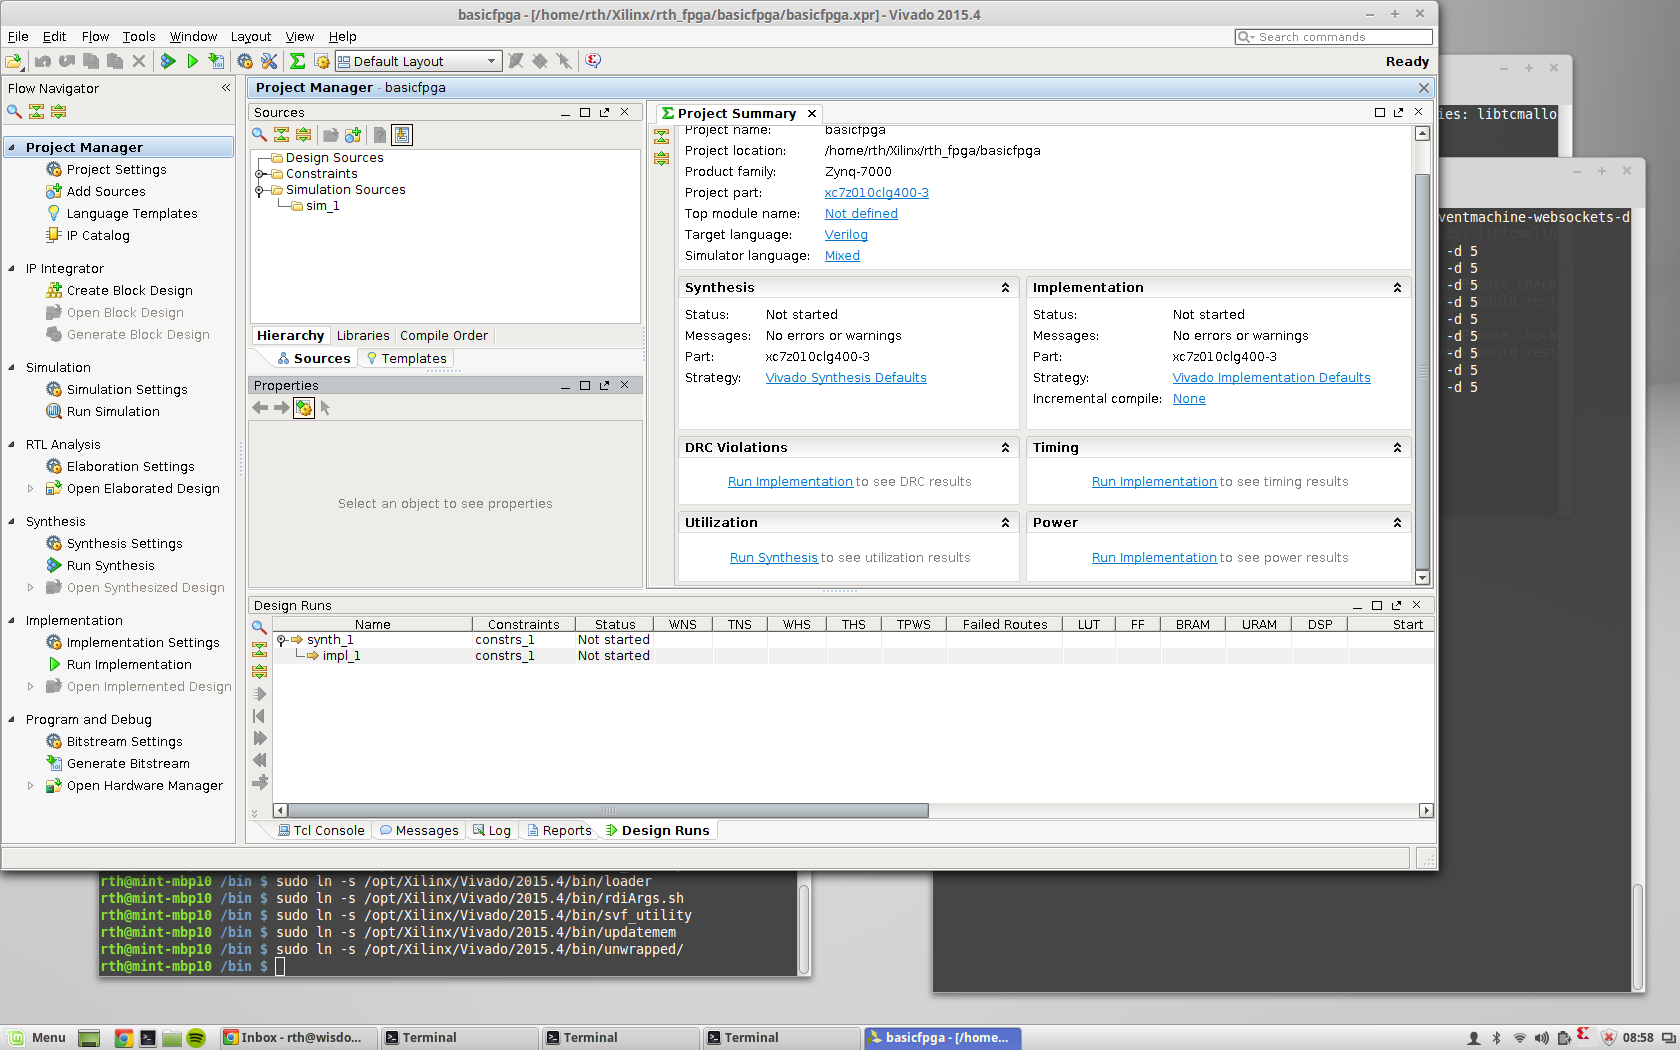 basicfpga - [/home/rth/Xilinx/rth_fpga/basicfpga/basicfpga.xpr] - Vivado 2015.4
File Edit Flow Tools Window Layout View Help
Search commands
Default Layout
Ready
Flow Navigator
Project Manager
Project Settings
Add Sources
Language Templates
IP Catalog
IP Integrator
Create Block Design
Open Block Design
Generate Block Design
Simulation
Simulation Settings
Run Simulation
RTL Analysis
Elaboration Settings
Open Elaborated Design
Synthesis
Synthesis Settings
Run Synthesis
Open Synthesized Design
Implementation
Implementation Settings
Run Implementation
Open Implemented Design
Program and Debug
Bitstream Settings
Generate Bitstream
Open Hardware Manager
Project Manager - basicfpga
Sources
Design Sources
Constraints
Simulation Sources
sim_1
Hierarchy Libraries Compile Order
Sources Templates
Properties
Select an object to see properties
Project Summary
Project name: basicfpga
Project location: /home/rth/Xilinx/rth_fpga/basicfpga
Product family: Zynq-7000
Project part: xc7z010clg400-3
Top module name: Not defined
Target language: Verilog
Simulator language: Mixed
Synthesis
Status: Not started
Messages: No errors or warnings
Part: xc7z010clg400-3
Strategy: Vivado Synthesis Defaults
Implementation
Status: Not started
Messages: No errors or warnings
Part: xc7z010clg400-3
Strategy: Vivado Implementation Defaults
Incremental compile: None
DRC Violations
Run Implementation to see DRC results
Timing
Run Implementation to see timing results
Utilization
Run Synthesis to see utilization results
Power
Run Implementation to see power results
Design Runs
Name Constraints Status WNS TNS WHS THS TPWS Failed Routes LUT FF BRAM URAM DSP Start
synth_1 constrs_1 Not started
impl_1 constrs_1 Not started
Tcl Console Messages Log Reports Design Runs
ies: libtcmallo
ventmachine-websockets-d
ies: libtcmallo
-d 5
-d 5
-d 5
ease check
-d 5
ould rest
-d 5
-d 5
ease check
-d 5
ould rest
-d 5
-d 5
rth@mint-mbp10 /bin $ sudo ln -s /opt/Xilinx/Vivado/2015.4/bin/loader
rth@mint-mbp10 /bin $ sudo ln -s /opt/Xilinx/Vivado/2015.4/bin/rdiArgs.sh
rth@mint-mbp10 /bin $ sudo ln -s /opt/Xilinx/Vivado/2015.4/bin/svf_utility
rth@mint-mbp10 /bin $ sudo ln -s /opt/Xilinx/Vivado/2015.4/bin/updatemem
rth@mint-mbp10 /bin $ sudo ln -s /opt/Xilinx/Vivado/2015.4/bin/unwrapped/
rth@mint-mbp10 /bin $
Menu
Inbox - rth@wisdo...
Terminal
Terminal
Terminal
basicfpga - [/home...
08:58